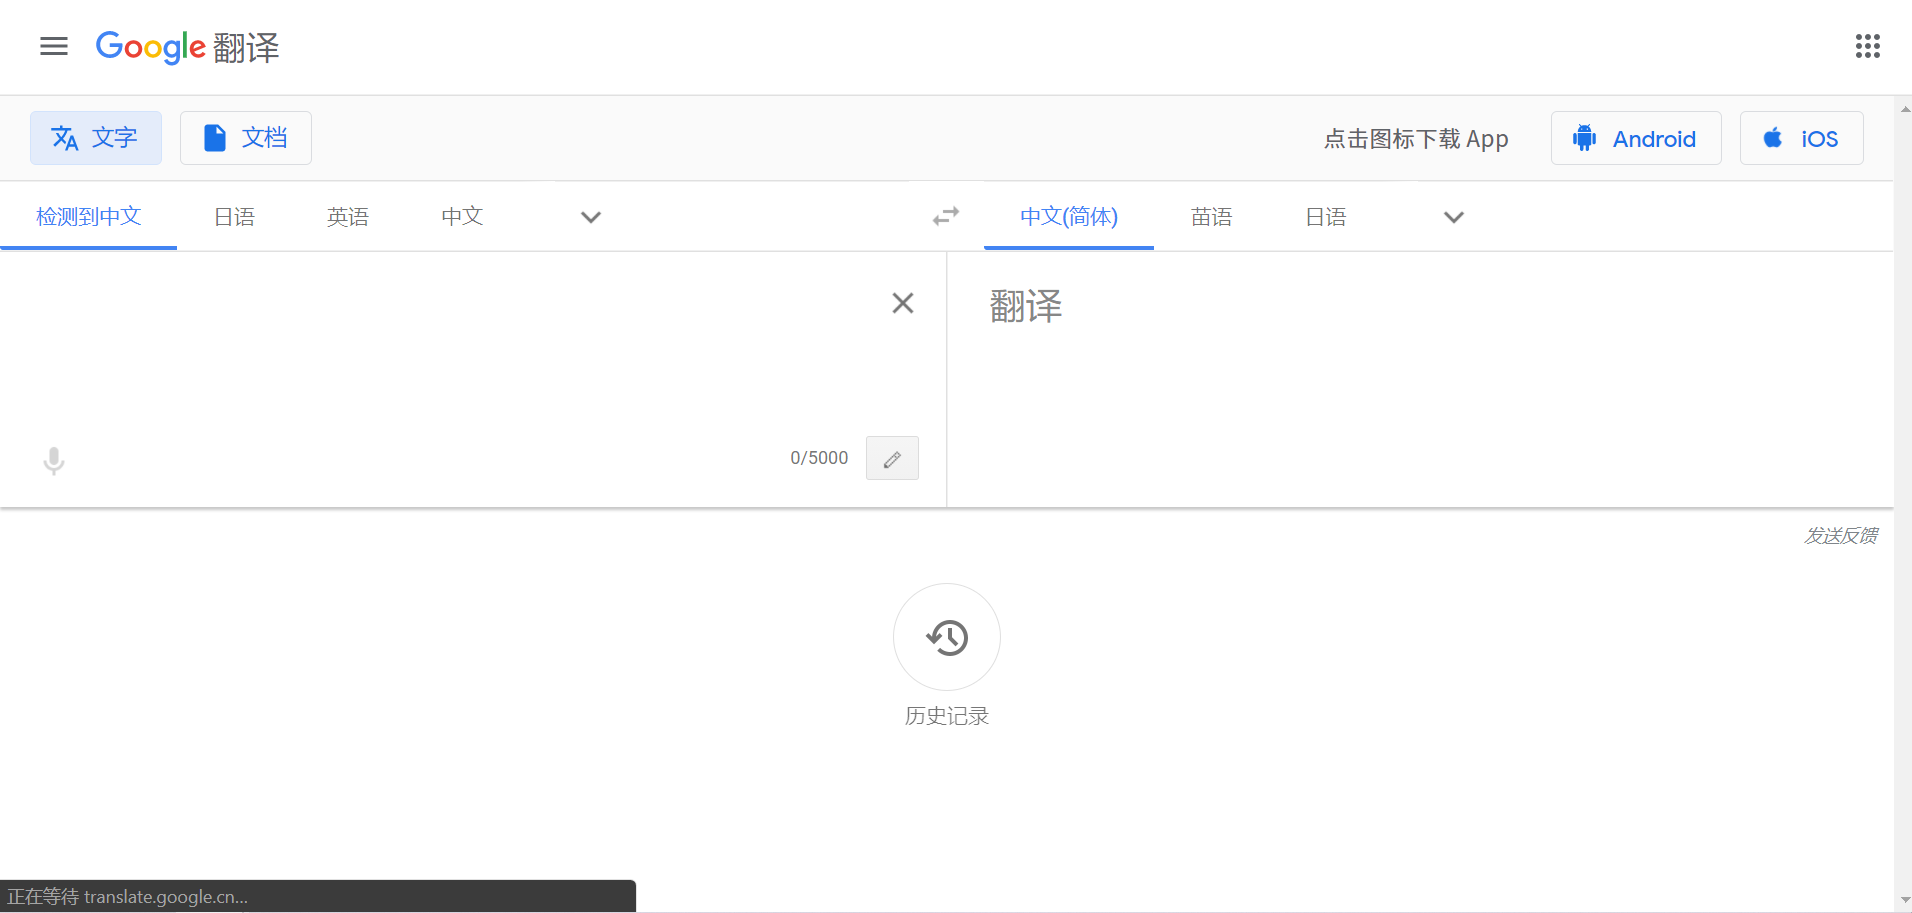 Google 翻译
文字 文档 点击图标下载 App Android iOS
检测到中文 日语 英语 中文 中文(简体) 苗语 日语
翻译
0/5000
发送反馈
历史记录
正在等待 translate.google.cn...